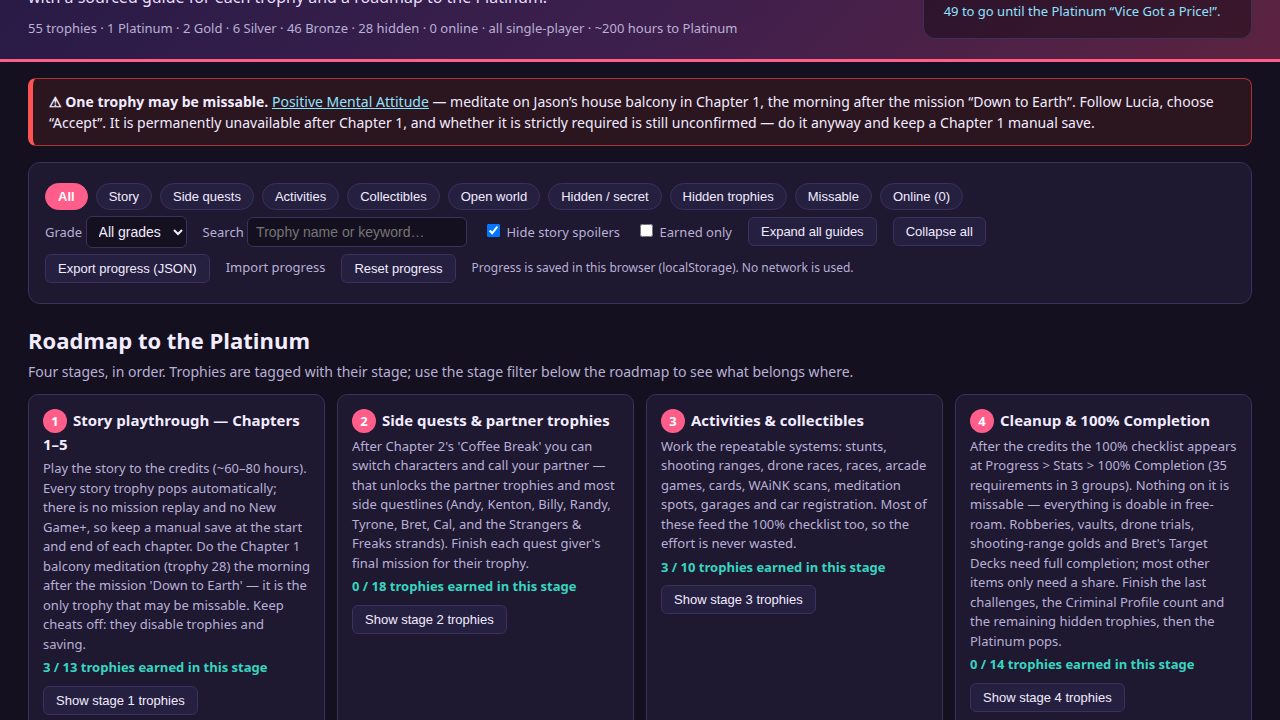 with a sourced guide for each trophy and a roadmap to the Platinum.
55 trophies · 1 Platinum · 2 Gold · 6 Silver · 46 Bronze · 28 hidden · 0 online · all single-player · ~200 hours to Platinum
49 to go until the Platinum “Vice Got a Price!”.
⚠ One trophy may be missable. Positive Mental Attitude — meditate on Jason’s house balcony in Chapter 1, the morning after the mission “Down to Earth”. Follow Lucia, choose
“Accept”. It is permanently unavailable after Chapter 1, and whether it is strictly required is still unconfirmed — do it anyway and keep a Chapter 1 manual save.
All Story Side quests Activities Collectibles Open world Hidden / secret Hidden trophies Missable Online (0)
Grade All grades Search Trophy name or keyword… Hide story spoilers Earned only Expand all guides Collapse all
Export progress (JSON) Import progress Reset progress Progress is saved in this browser (localStorage). No network is used.
Roadmap to the Platinum
Four stages, in order. Trophies are tagged with their stage; use the stage filter below the roadmap to see what belongs where.
1 Story playthrough — Chapters
1–5
Play the story to the credits (~60–80 hours).
Every story trophy pops automatically;
there is no mission replay and no New
Game+, so keep a manual save at the start
and end of each chapter. Do the Chapter 1
balcony meditation (trophy 28) the morning
after the mission 'Down to Earth' — it is the
only trophy that may be missable. Keep
cheats off: they disable trophies and
saving.
3 / 13 trophies earned in this stage
Show stage 1 trophies
2 Side quests & partner trophies
After Chapter 2's 'Coffee Break' you can
switch characters and call your partner —
that unlocks the partner trophies and most
side questlines (Andy, Kenton, Billy, Randy,
Tyrone, Bret, Cal, and the Strangers &
Freaks strands). Finish each quest giver's
final mission for their trophy.
0 / 18 trophies earned in this stage
Show stage 2 trophies
3 Activities & collectibles
Work the repeatable systems: stunts,
shooting ranges, drone races, races, arcade
games, cards, WAiNK scans, meditation
spots, garages and car registration. Most of
these feed the 100% checklist too, so the
effort is never wasted.
3 / 10 trophies earned in this stage
Show stage 3 trophies
4 Cleanup & 100% Completion
After the credits the 100% checklist appears
at Progress > Stats > 100% Completion (35
requirements in 3 groups). Nothing on it is
missable — everything is doable in free-
roam. Robberies, vaults, drone trials,
shooting-range golds and Bret's Target
Decks need full completion; most other
items only need a share. Finish the last
challenges, the Criminal Profile count and
the remaining hidden trophies, then the
Platinum pops.
0 / 14 trophies earned in this stage
Show stage 4 trophies